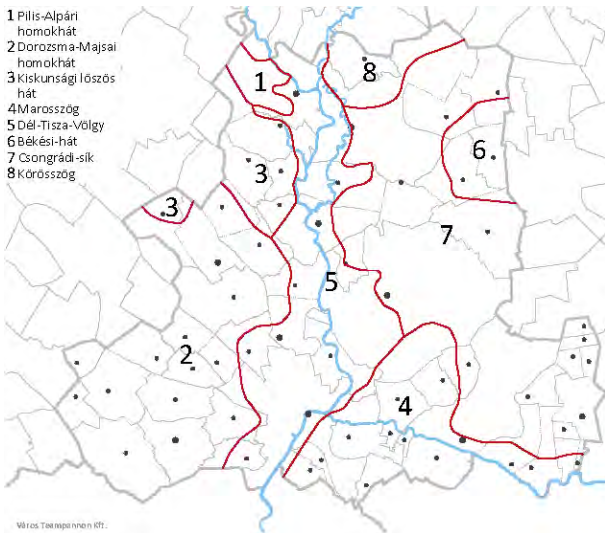 1 Pilis-Alpári
homokhát
2 Dorozsma-Majsai
homokhát
3 Kiskunsági löszös
hát
4 Marosszög
5 Dél-Tisza-Völgy
6 Békési-hát
7 Csongrádi-sík
8 Körösszög
1
8
3
6
3
7
5
2
4
Város Teampannon Kft.